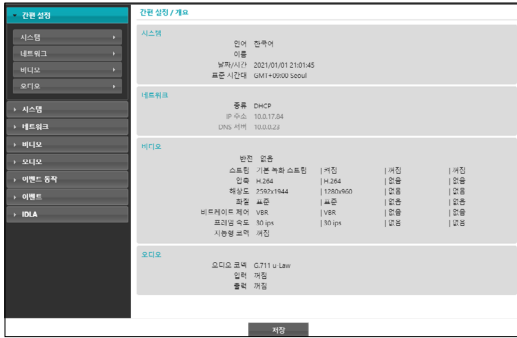 간편 설정
시스템
네트워크
비디오
오디오
시스템
네트워크
비디오
오디오
이벤트 동작
이벤트
IDLA
간편 설정 / 개요
시스템
언어 한국어
이름
날짜/시간 2021/01/01 21:01:45
표준 시간대 GMT+09:00 Seoul
네트워크
종류 DHCP
IP 주소 10.0.17.84
DNS 서버 10.0.0.23
비디오
반전 없음
스트림 기본 녹화 스트림 | 켜짐 | 꺼짐 | 꺼짐
압축 H.264 | H.264 | 없음 | 없음
해상도 2592x1944 | 1280x960 | 없음 | 없음
화질 표준 | 표준 | 없음 | 없음
비트레이트 제어 VBR | VBR | 없음 | 없음
프레임 속도 30 ips | 30 ips | 없음 | 없음
지능형 코덱 꺼짐
오디오
오디오 코덱 G.711 u-Law
입력 꺼짐
출력 꺼짐
저장